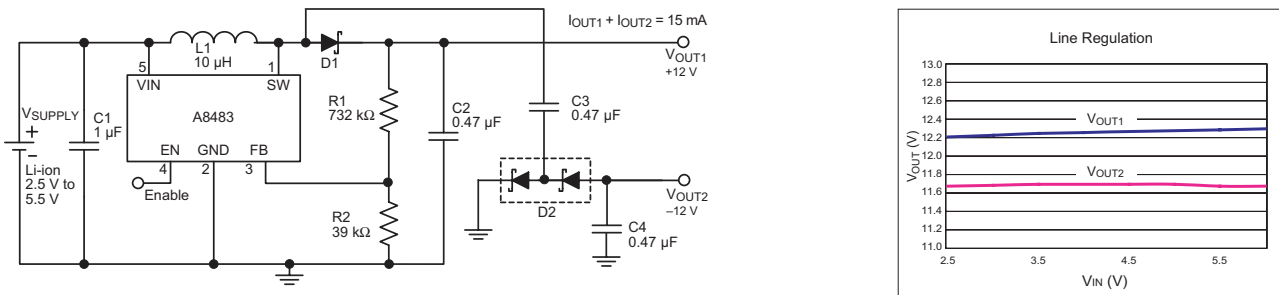 IOUT1 + IOUT2 = 15 mA
L1
10 µH
D1
VOUT1
+12 V
5
1
VIN
SW
VSUPPLY
+
–
C1
1 µF
A8483
R1
732 kΩ
C2
0.47 µF
C3
0.47 µF
EN
GND
FB
4
2
3
Li-ion
2.5 V to
5.5 V
Enable
D2
VOUT2
–12 V
R2
39 kΩ
C4
0.47 µF
Line Regulation
13.0
12.8
12.6
12.4
12.2
12.0
11.8
11.6
11.4
11.2
11.0
VOUT (V)
VOUT1
VOUT2
2.5
3.5
4.5
5.5
VIN (V)